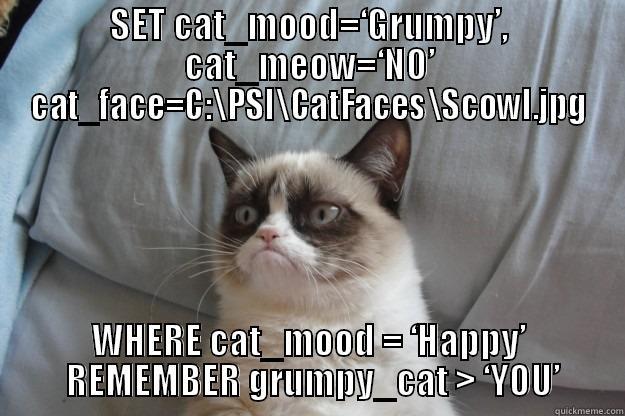 SET cat_mood=‘Grumpy’,
cat_meow=‘NO’
cat_face=C:\PSI\CatFaces\Scowl.jpg
WHERE cat_mood = ‘Happy’
REMEMBER grumpy_cat > ‘YOU’
quickmeme.com